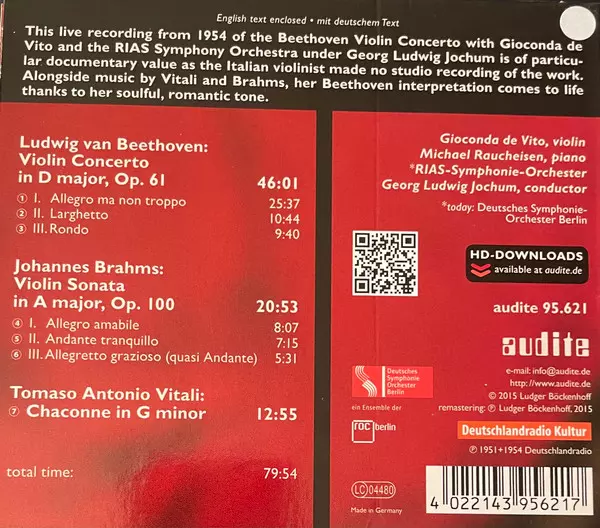 English text enclosed • mit deutschem Text
This live recording from 1954 of the Beethoven Violin Concerto with Gioconda de
Vito and the RIAS Symphony Orchestra under Georg Ludwig Jochum is of particu-
lar documentary value as the Italian violinist made no studio recording of the work.
Alongside music by Vitali and Brahms, her Beethoven interpretation comes to life
thanks to her soulful, romantic tone.
Ludwig van Beethoven:
Violin Concerto
in D major, Op. 61 46:01
① I. Allegro ma non troppo 25:37
② II. Larghetto 10:44
③ III. Rondo 9:40
Johannes Brahms:
Violin Sonata
in A major, Op. 100 20:53
④ I. Allegro amabile 8:07
⑤ II. Andante tranquillo 7:15
⑥ III. Allegretto grazioso (quasi Andante) 5:31
Tomaso Antonio Vitali:
⑦ Chaconne in G minor 12:55
total time: 79:54
Gioconda de Vito, violin
Michael Raucheisen, piano
*RIAS-Symphonie-Orchester
Georg Ludwig Jochum, conductor
*today: Deutsches Symphonie-
Orchester Berlin
HD-DOWNLOADS
available at audite.de
audite 95.621
audite
e-mail: info@audite.de
http://www.audite.de
© 2015 Ludger Böckenhoff
remastering: Ⓟ Ludger Böckenhoff, 2015
Deutsches
Symphonie
Orchester
Berlin
ein Ensemble der
roc berlin
Deutschlandradio Kultur
Ⓟ 1951+1954 Deutschlandradio
LC 04480
Made in Germany
4 022143 956217